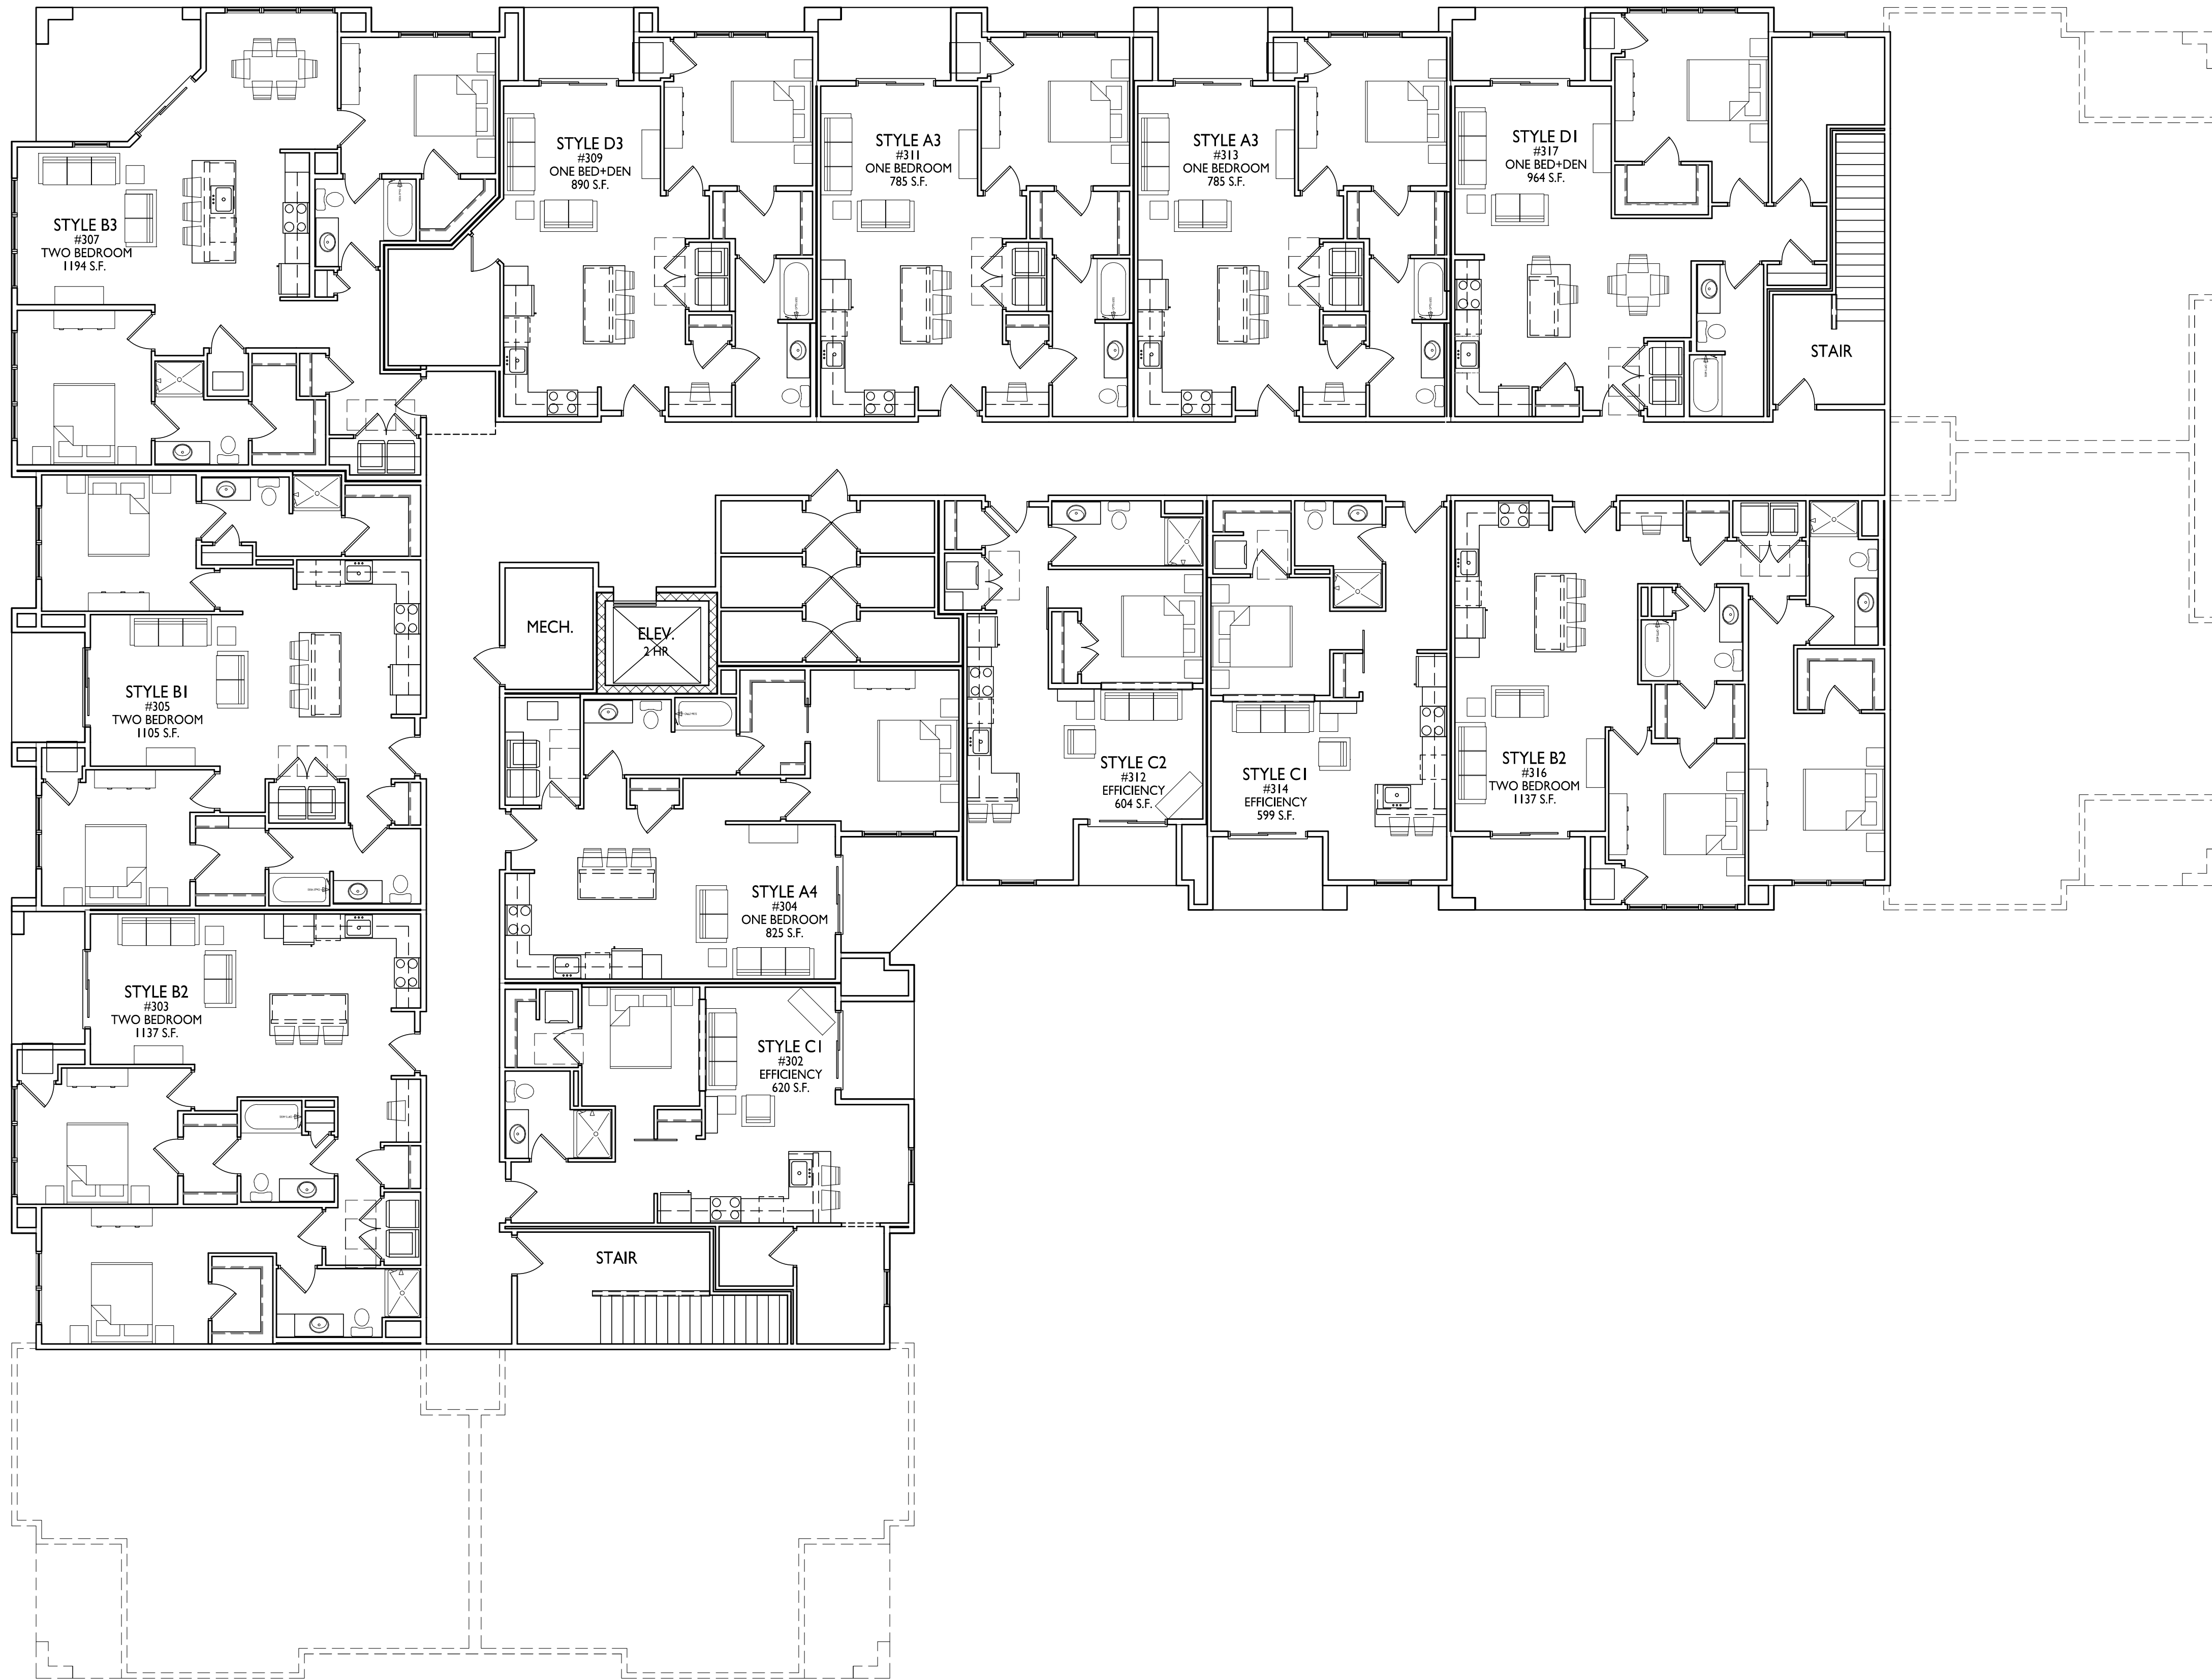 STYLE B3
#307
TWO BEDROOM
1194 S.F.
STYLE D3
#309
ONE BED+DEN
890 S.F.
STYLE A3
#311
ONE BEDROOM
785 S.F.
STYLE A3
#313
ONE BEDROOM
785 S.F.
STYLE D1
#317
ONE BED+DEN
964 S.F.
STAIR
MECH.
ELEV.
2 HR
STYLE B1
#305
TWO BEDROOM
1105 S.F.
STYLE C2
#312
EFFICIENCY
604 S.F.
STYLE C1
#314
EFFICIENCY
599 S.F.
STYLE B2
#316
TWO BEDROOM
1137 S.F.
STYLE A4
#304
ONE BEDROOM
825 S.F.
STYLE B2
#303
TWO BEDROOM
1137 S.F.
STYLE C1
#302
EFFICIENCY
620 S.F.
STAIR